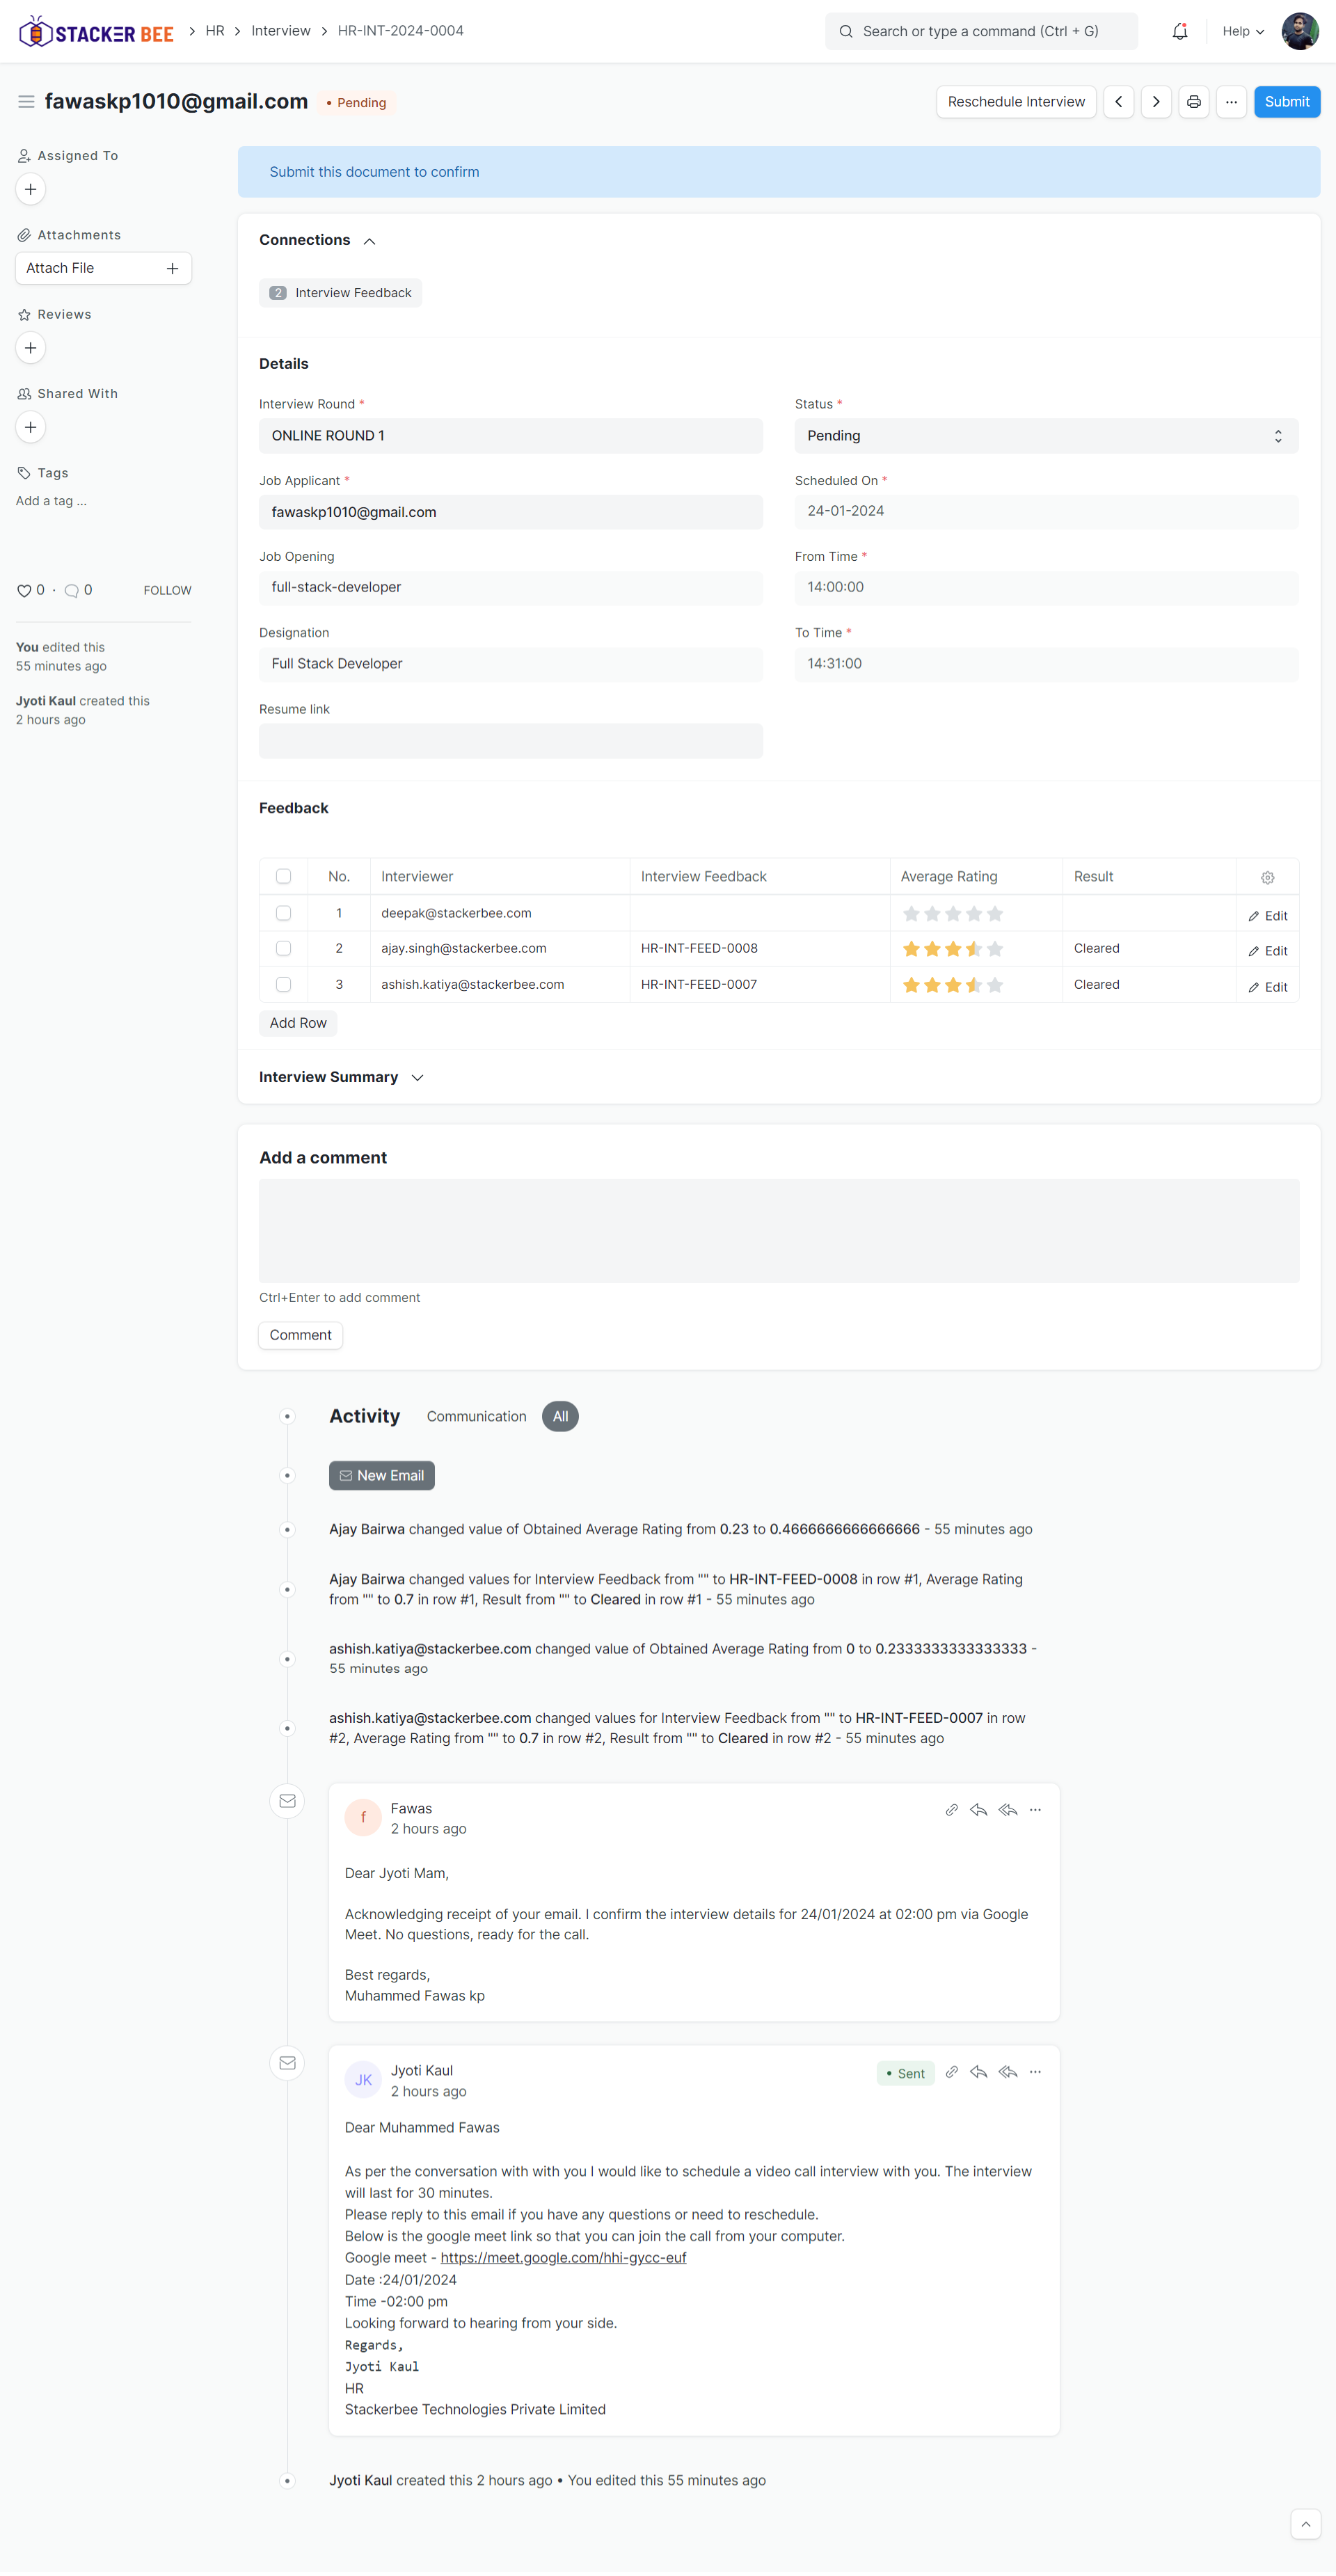 STACKER BEE > HR > Interview > HR-INT-2024-0004
Search or type a command (Ctrl + G)
Help
fawaskp1010@gmail.com
• Pending
Reschedule Interview
Submit
Assigned To
Attachments
Attach File
Reviews
Shared With
Tags
Add a tag ...
0 · 0 FOLLOW
You edited this
55 minutes ago
Jyoti Kaul created this
2 hours ago
Submit this document to confirm
Connections
2 Interview Feedback
Details
Interview Round *
ONLINE ROUND 1
Job Applicant *
fawaskp1010@gmail.com
Job Opening
full-stack-developer
Designation
Full Stack Developer
Resume link
Status *
Pending
Scheduled On *
24-01-2024
From Time *
14:00:00
To Time *
14:31:00
Feedback
No. Interviewer Interview Feedback Average Rating Result
1 deepak@stackerbee.com Edit
2 ajay.singh@stackerbee.com HR-INT-FEED-0008 Cleared Edit
3 ashish.katiya@stackerbee.com HR-INT-FEED-0007 Cleared Edit
Add Row
Interview Summary
Add a comment
Ctrl+Enter to add comment
Comment
Activity Communication All
New Email
Ajay Bairwa changed value of Obtained Average Rating from 0.23 to 0.4666666666666666 - 55 minutes ago
Ajay Bairwa changed values for Interview Feedback from "" to HR-INT-FEED-0008 in row #1, Average Rating
from "" to 0.7 in row #1, Result from "" to Cleared in row #1 - 55 minutes ago
ashish.katiya@stackerbee.com changed value of Obtained Average Rating from 0 to 0.2333333333333333 -
55 minutes ago
ashish.katiya@stackerbee.com changed values for Interview Feedback from "" to HR-INT-FEED-0007 in row
#2, Average Rating from "" to 0.7 in row #2, Result from "" to Cleared in row #2 - 55 minutes ago
f
Fawas
2 hours ago
Dear Jyoti Mam,
Acknowledging receipt of your email. I confirm the interview details for 24/01/2024 at 02:00 pm via Google
Meet. No questions, ready for the call.
Best regards,
Muhammed Fawas kp
JK
Jyoti Kaul
2 hours ago
• Sent
Dear Muhammed Fawas
As per the conversation with with you I would like to schedule a video call interview with you. The interview
will last for 30 minutes.
Please reply to this email if you have any questions or need to reschedule.
Below is the google meet link so that you can join the call from your computer.
Google meet - https://meet.google.com/hhi-gycc-euf
Date :24/01/2024
Time -02:00 pm
Looking forward to hearing from your side.
Regards,
Jyoti Kaul
HR
Stackerbee Technologies Private Limited
Jyoti Kaul created this 2 hours ago • You edited this 55 minutes ago